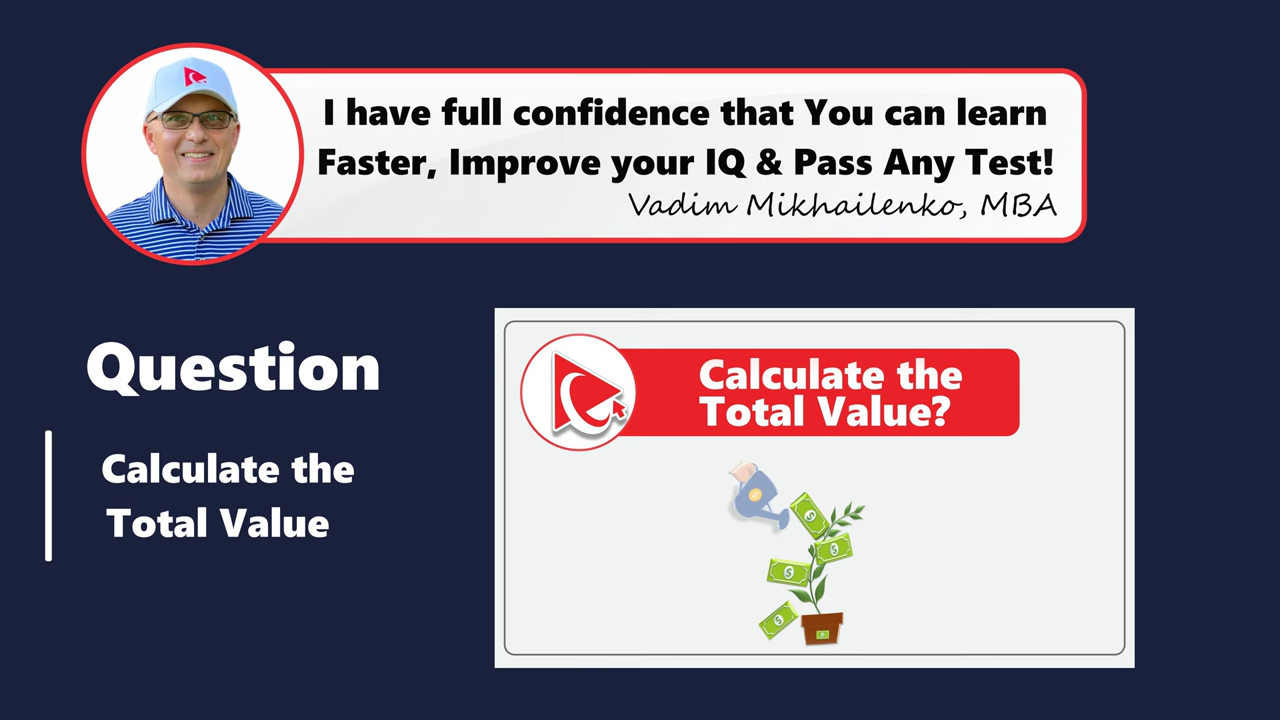 I have full confidence that You can learn
Faster, Improve your IQ & Pass Any Test!
Vadim Mikhailenko, MBA
Question
Calculate the
Total Value
Calculate the
Total Value?